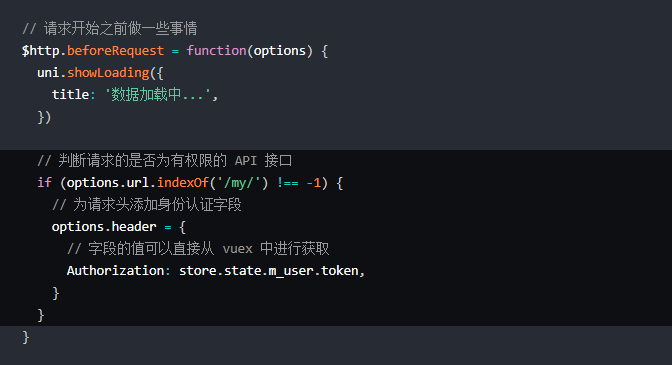 // 请求开始之前做一些事情
$http.beforeRequest = function(options) {
  uni.showLoading({
    title: '数据加载中...',
  })

  // 判断请求的是否为有权限的 API 接口
  if (options.url.indexOf('/my/') !== -1) {
    // 为请求头添加身份认证字段
    options.header = {
      // 字段的值可以直接从 vuex 中进行获取
      Authorization: store.state.m_user.token,
    }
  }
}